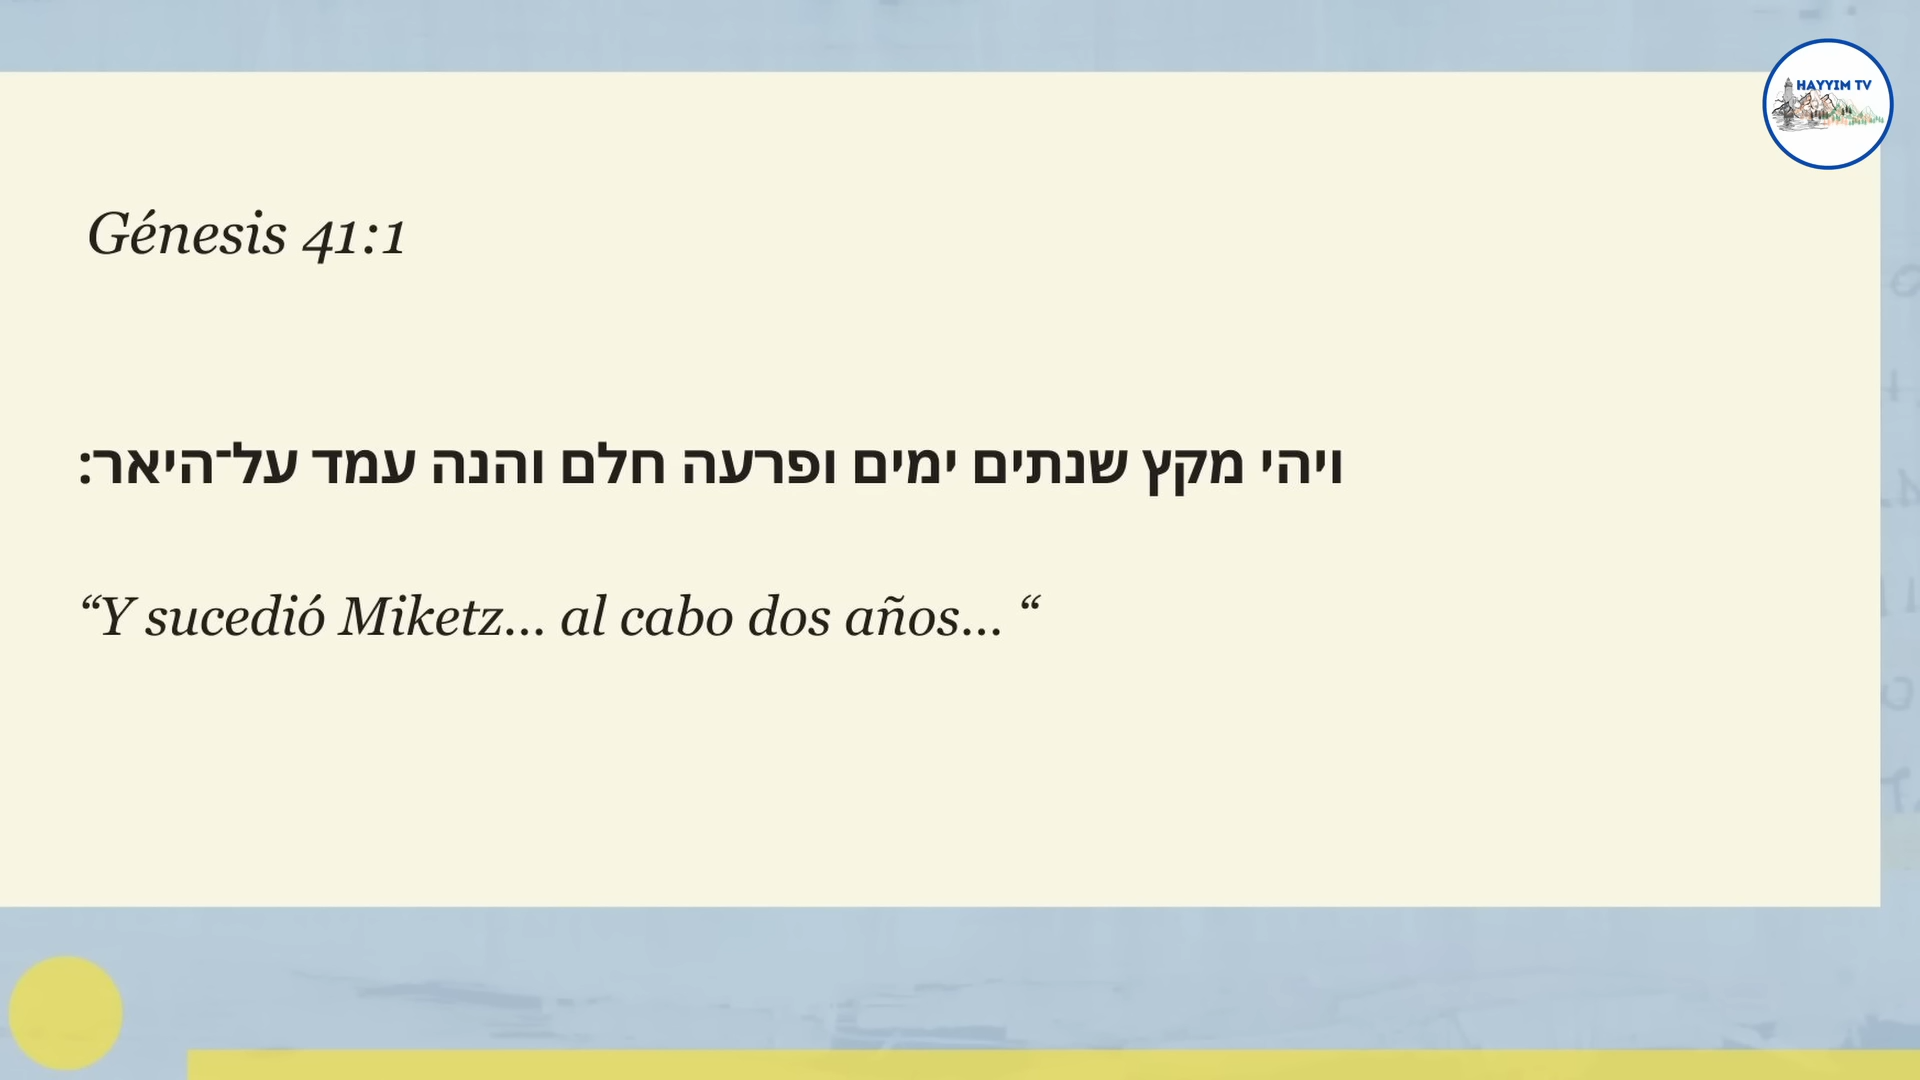 HAYYIM TV
Génesis 41:1
ויהי מקץ שנתים ימים ופרעה חלם והנה עמד על־היאר:
“Y sucedió Miketz... al cabo dos años... “